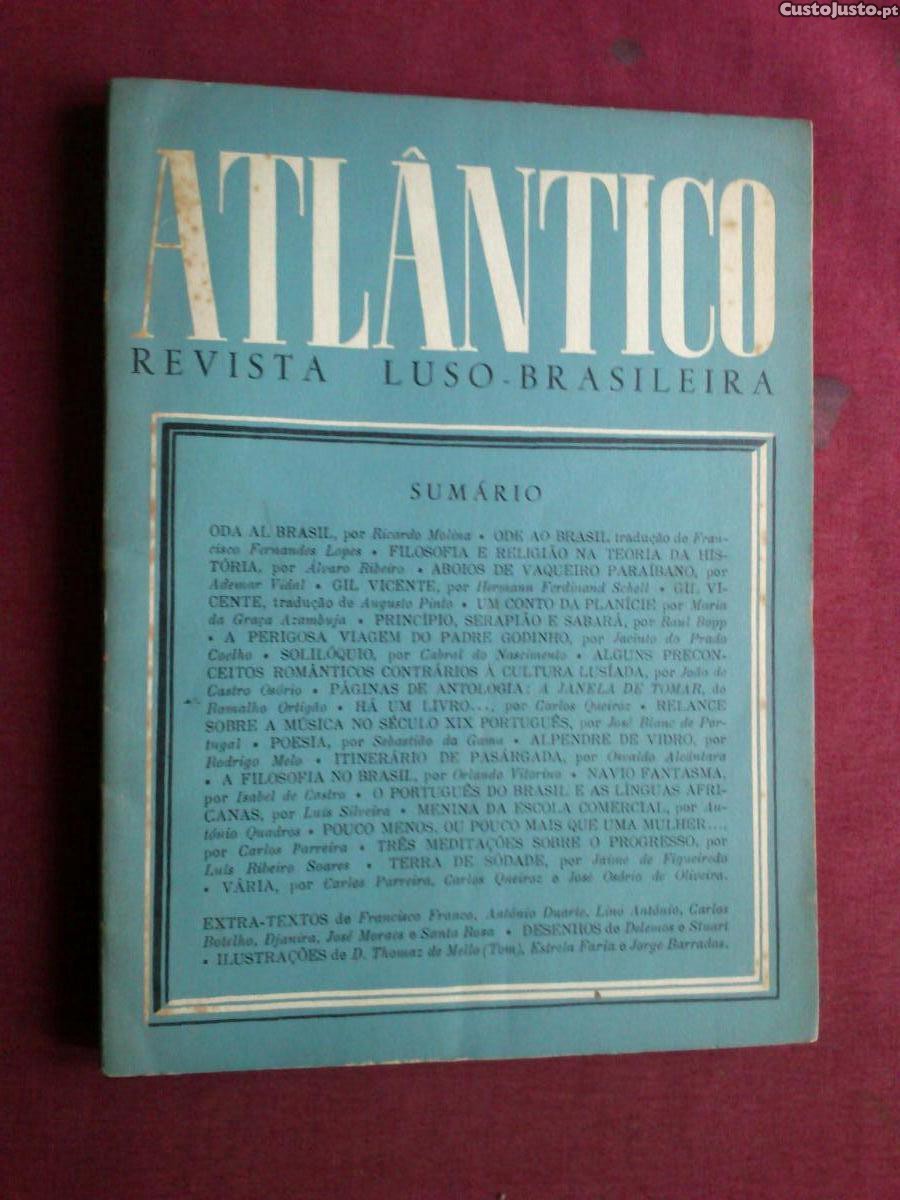 CustoJusto.pt
ATLÂNTICO
REVISTA LUSO-BRASILEIRA
SUMÁRIO
ODA AL BRASIL, por Ricardo Moliña • ODE AO BRASIL, tradução de Fran-
cisco Fernandes Lopes • FILOSOFIA E RELIGIÃO NA TEORIA DA HIS-
TÓRIA, por Álvaro Ribeiro • ABOIOS DE VAQUEIRO PARAÍBANO, por
Ademar Vidal • GIL VICENTE, por Hermann Ferdinand Schell • GIL VI-
CENTE, tradução de Augusto Pinto • UM CONTO DA PLANÍCIE por Maria
da Graça Azambuja • PRINCÍPIO, SERAPIÃO E SABARÁ, por Raul Bopp
• A PERIGOSA VIAGEM DO PADRE GODINHO, por Jacinto do Prado
Coelho • SOLILÓQUIO, por Cabral do Nascimento • ALGUNS PRECON-
CEITOS ROMÂNTICOS CONTRÁRIOS À CULTURA LUSÍADA, por João de
Castro Osório • PÁGINAS DE ANTOLOGIA: A JANELA DE TOMAR, de
Ramalho Ortigão • HÁ UM LIVRO..., por Carlos Queiroz • RELANCE
SOBRE A MÚSICA NO SÉCULO XIX PORTUGUÊS, por José Blanc de Por-
tugal • POESIA, por Sebastião da Gama • ALPENDRE DE VIDRO, por
Rodrigo Melo • ITINERÁRIO DE PASÁRGADA, por Osvaldo Alcântara
• A FILOSOFIA NO BRASIL, por Orlando Vitorino • NAVIO FANTASMA,
por Isabel de Castro • O PORTUGUÊS DO BRASIL E AS LÍNGUAS AFRI-
CANAS, por Luís Silveira • MENINA DA ESCOLA COMERCIAL, por An-
tónio Quadros • POUCO MENOS, OU POUCO MAIS QUE UMA MULHER...,
por Carlos Parreira • TRÊS MEDITAÇÕES SOBRE O PROGRESSO, por
Luís Ribeiro Soares • TERRA DE SÔDADE, por Jaime de Figueiredo
• VÁRIA, por Carlos Parreira, Carlos Queiroz e José Osório de Oliveira.
EXTRA-TEXTOS de Francisco Franco, António Duarte, Lino António, Carlos
Botelho, Djanira, José Moraes e Santa Rosa • DESENHOS de Dolemos e Stuart
• ILUSTRAÇÕES de D. Thomaz de Mello (Tom), Estrela Faria e Jorge Barradas.